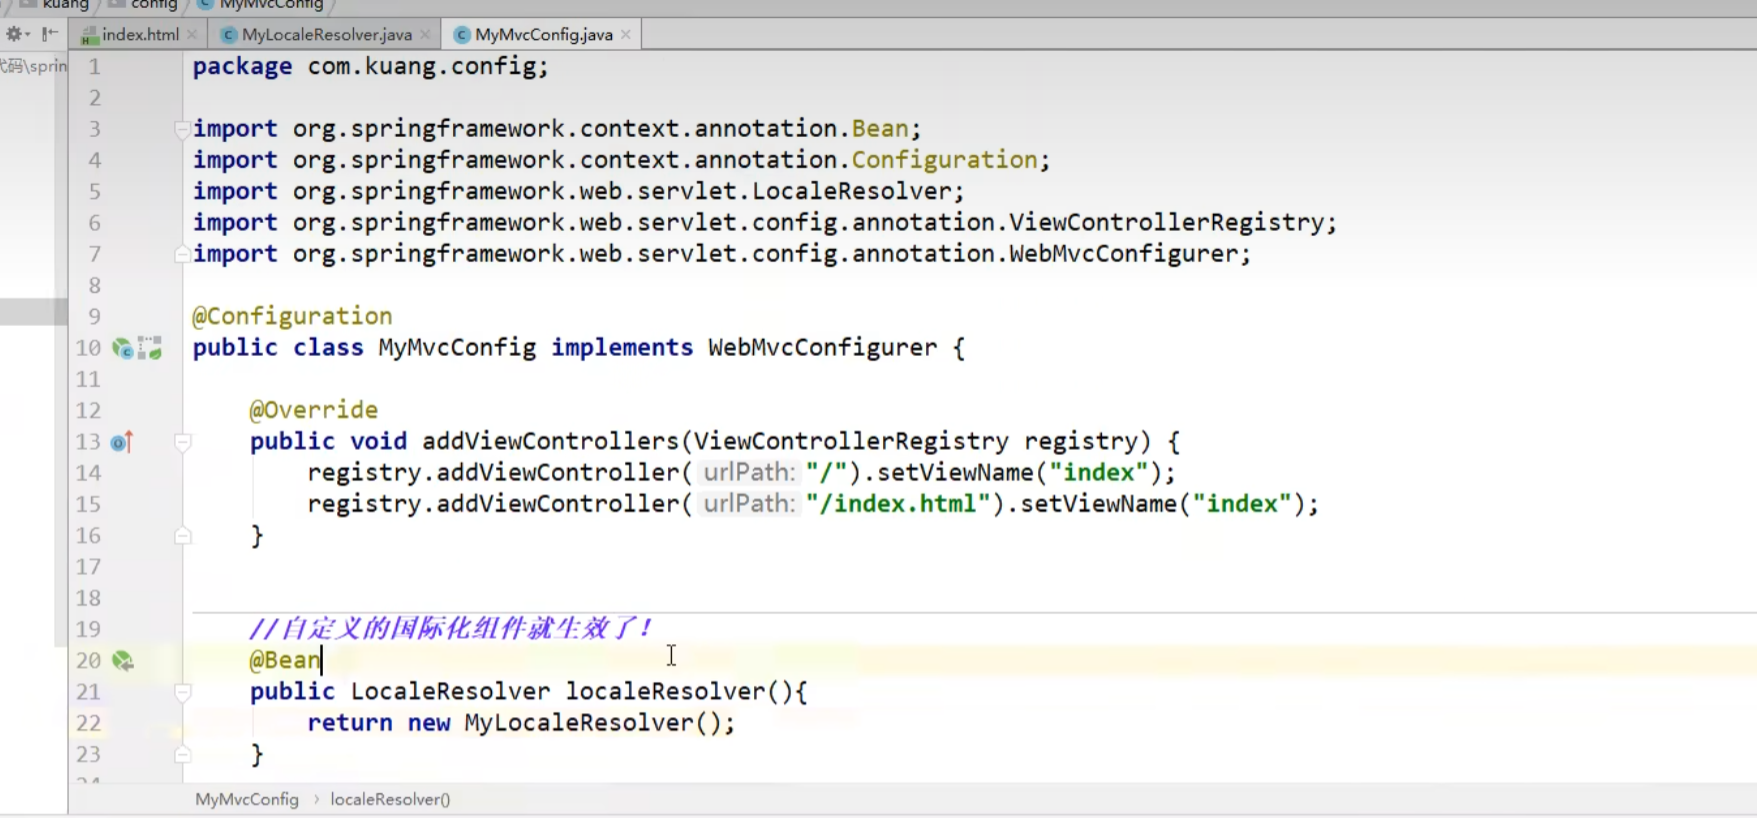 kuang config MyMvcConfig
index.html MyLocaleResolver.java MyMvcConfig.java
代码\sprin
1 package com.kuang.config;
2
3 import org.springframework.context.annotation.Bean;
4 import org.springframework.context.annotation.Configuration;
5 import org.springframework.web.servlet.LocaleResolver;
6 import org.springframework.web.servlet.config.annotation.ViewControllerRegistry;
7 import org.springframework.web.servlet.config.annotation.WebMvcConfigurer;
8
9 @Configuration
10 public class MyMvcConfig implements WebMvcConfigurer {
11
12 @Override
13 public void addViewControllers(ViewControllerRegistry registry) {
14 registry.addViewController( urlPath: "/").setViewName("index");
15 registry.addViewController( urlPath: "/index.html").setViewName("index");
16 }
17
18
19 //自定义的国际化组件就生效了!
20 @Bean
21 public LocaleResolver localeResolver(){
22 return new MyLocaleResolver();
23 }
24
MyMvcConfig › localeResolver()